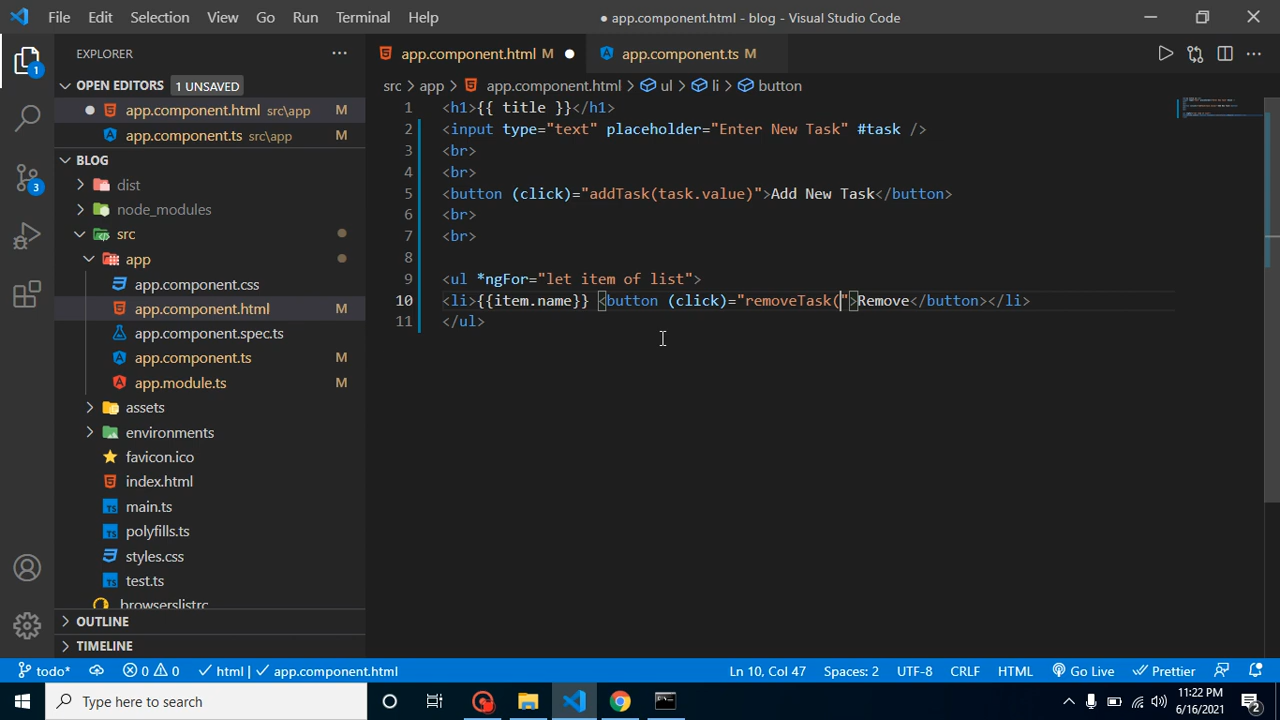 File Edit Selection View Go Run Terminal Help
● app.component.html - blog - Visual Studio Code
EXPLORER
OPEN EDITORS 1 UNSAVED
app.component.html src\app M
app.component.ts src\app M
BLOG
dist
node_modules
src
app
app.component.css
app.component.html
app.component.spec.ts
app.component.ts M
app.module.ts M
assets
environments
favicon.ico
index.html
main.ts
polyfills.ts
styles.css
test.ts
.browserslistrc
OUTLINE
TIMELINE
1
3
app.component.html M
app.component.ts M
src > app > app.component.html > ul > li > button
1 <h1>{{ title }}</h1>
2 <input type="text" placeholder="Enter New Task" #task />
3 <br>
4 <br>
5 <button (click)="addTask(task.value)">Add New Task</button>
6 <br>
7 <br>
8
9 <ul *ngFor="let item of list">
10 <li>{{item.name}} <button (click)="removeTask(">Remove</button></li>
11 </ul>
todo* 0 0 html | app.component.html
Ln 10, Col 47 Spaces: 2 UTF-8 CRLF HTML Go Live Prettier
Type here to search
11:22 PM
6/16/2021
2